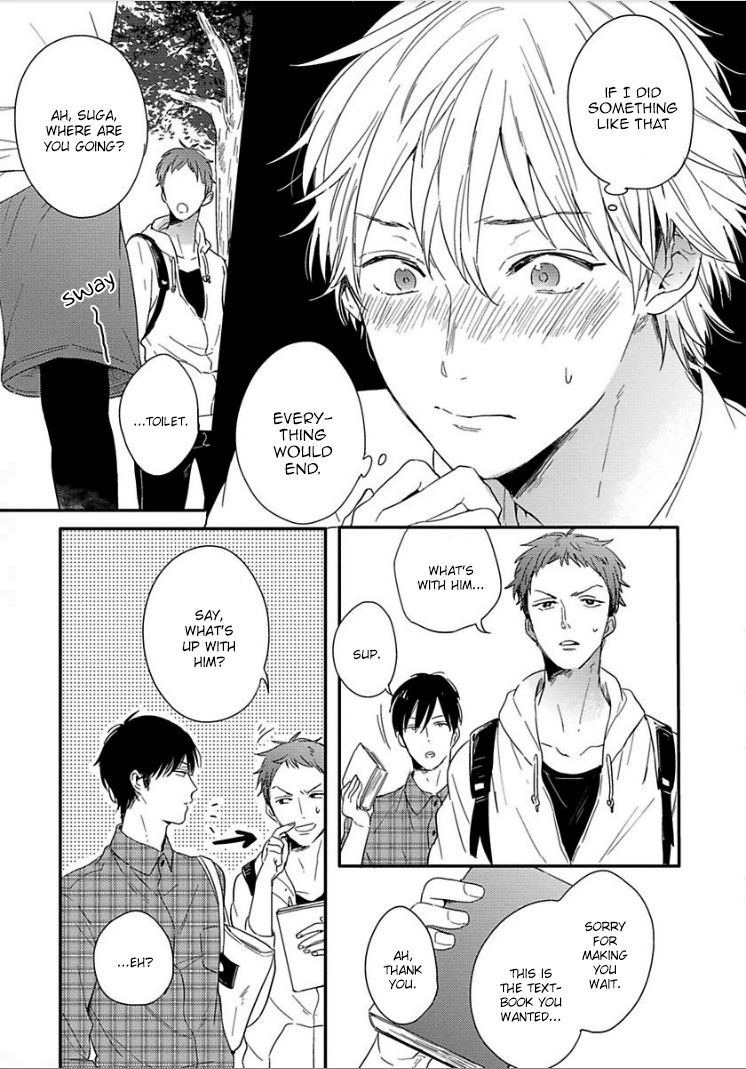 IF I DID
SOMETHING
LIKE THAT
EVERY-
THING
WOULD
END.
AH, SUGA,
WHERE ARE
YOU GOING?
sway
...TOILET.
WHAT'S
WITH HIM...
SUP.
SORRY
FOR
MAKING
YOU
WAIT.
THIS IS
THE TEXT-
BOOK YOU
WANTED...
AH,
THANK
YOU.
SAY,
WHAT'S
UP WITH
HIM?
...EH?